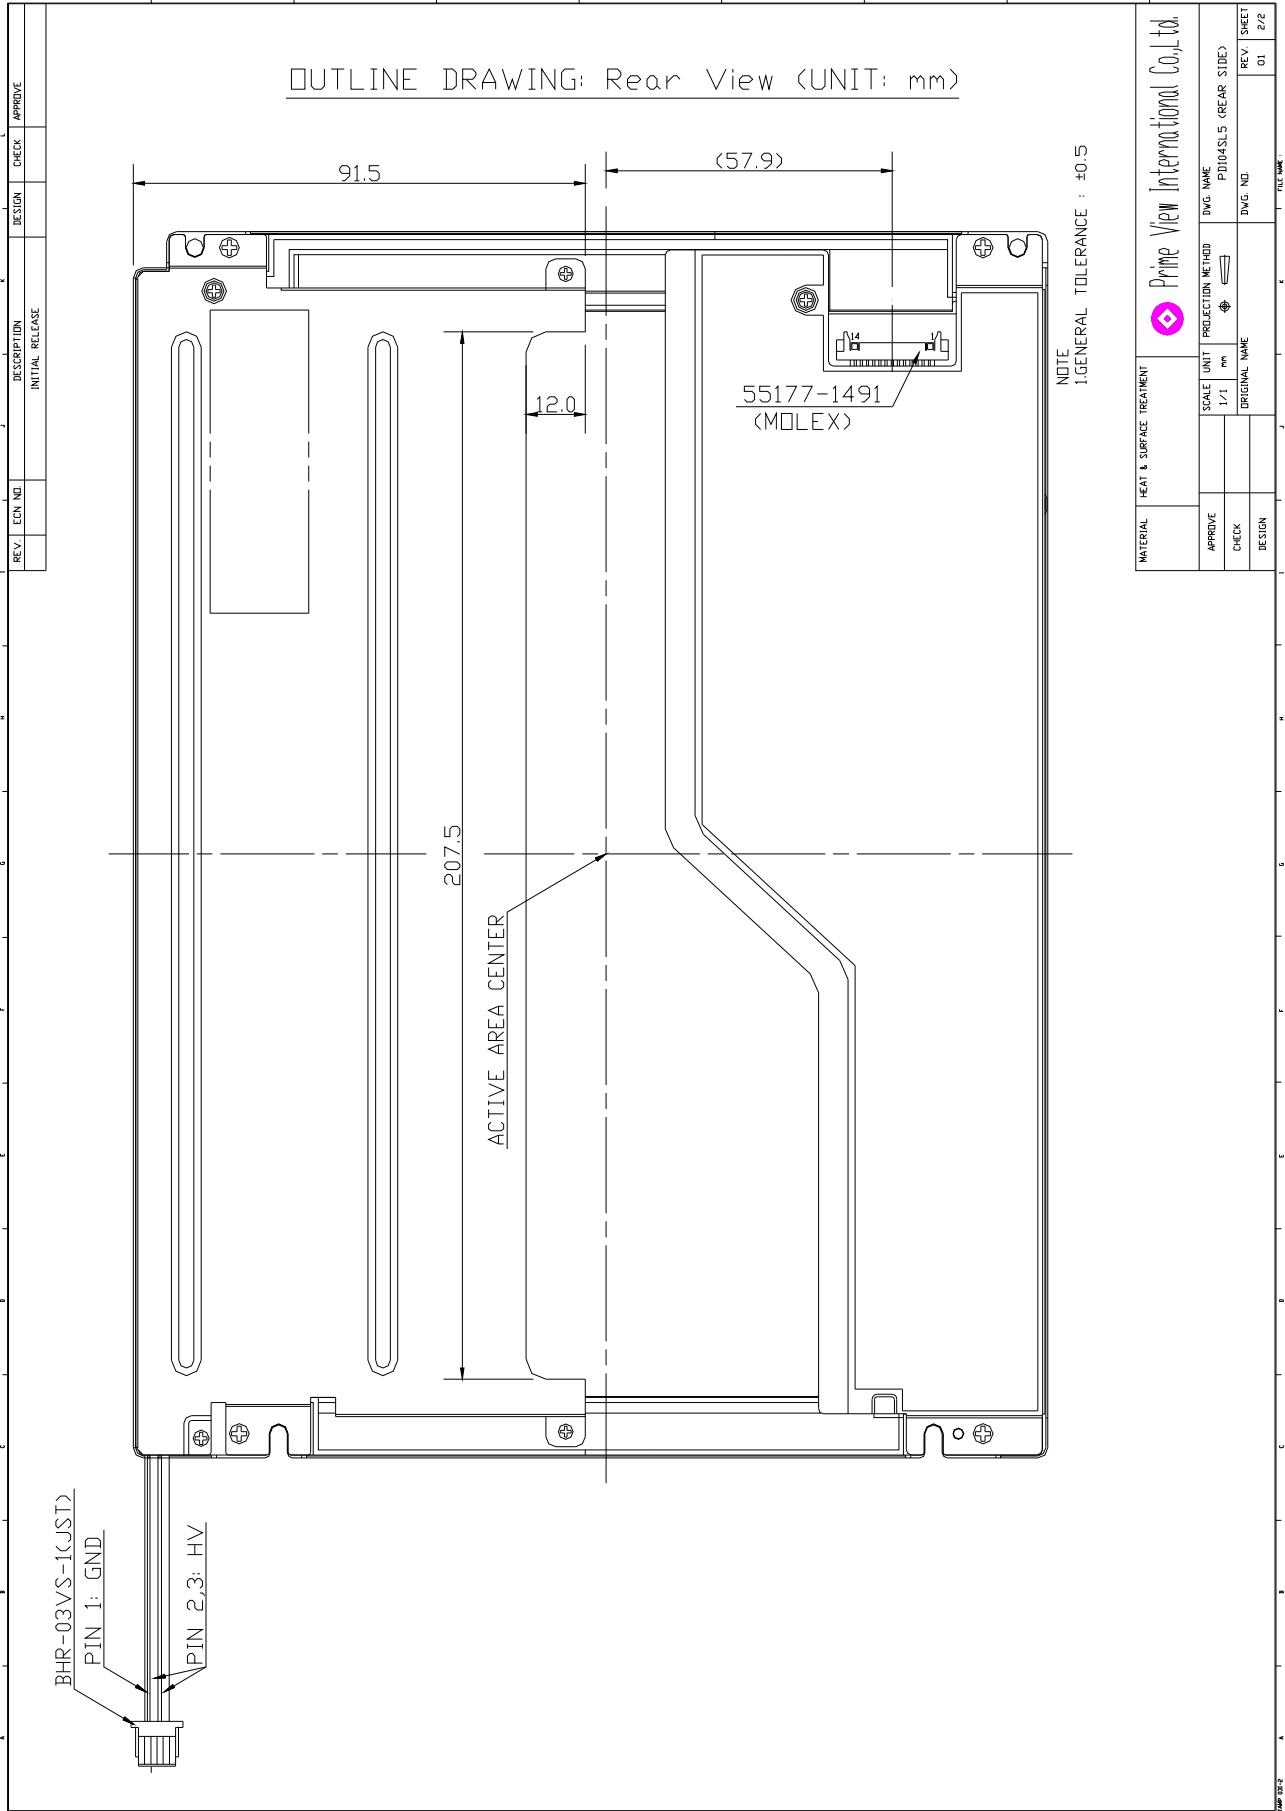 OUTLINE DRAWING: Rear View (UNIT: mm)
REV.
ECN NO.
DESCRIPTION
DESIGN
CHECK
APPROVE
INITIAL RELEASE
91.5
(57.9)
12.0
207.5
14
1
55177-1491
(MOLEX)
ACTIVE AREA CENTER
BHR-03VS-1(JST)
PIN 1: GND
PIN 2,3: HV
NOTE
1.GENERAL TOLERANCE : ±0.5
MATERIAL
HEAT & SURFACE TREATMENT
Prime View International Co.,Ltd.
APPROVE
CHECK
DESIGN
SCALE
1/1
UNIT
mm
PROJECTION METHOD
DWG. NAME
PD104SL5 (REAR SIDE)
ORIGINAL NAME
DWG. NO.
REV.
01
SHEET
2/2
FILE NAME :